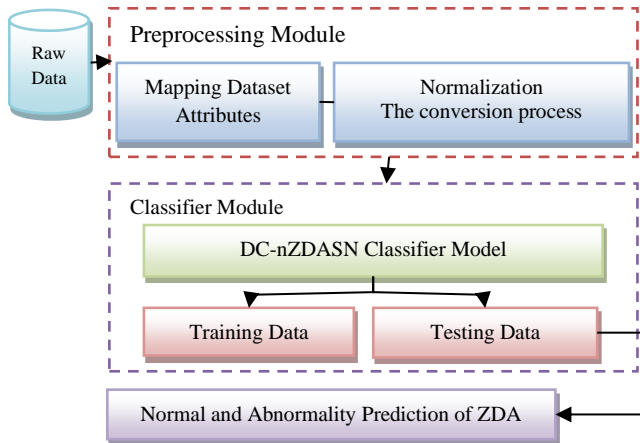 Raw
Data
Preprocessing Module
Mapping Dataset
Attributes
Normalization
The conversion process
Classifier Module
DC-nZDASN Classifier Model
Training Data
Testing Data
Normal and Abnormality Prediction of ZDA